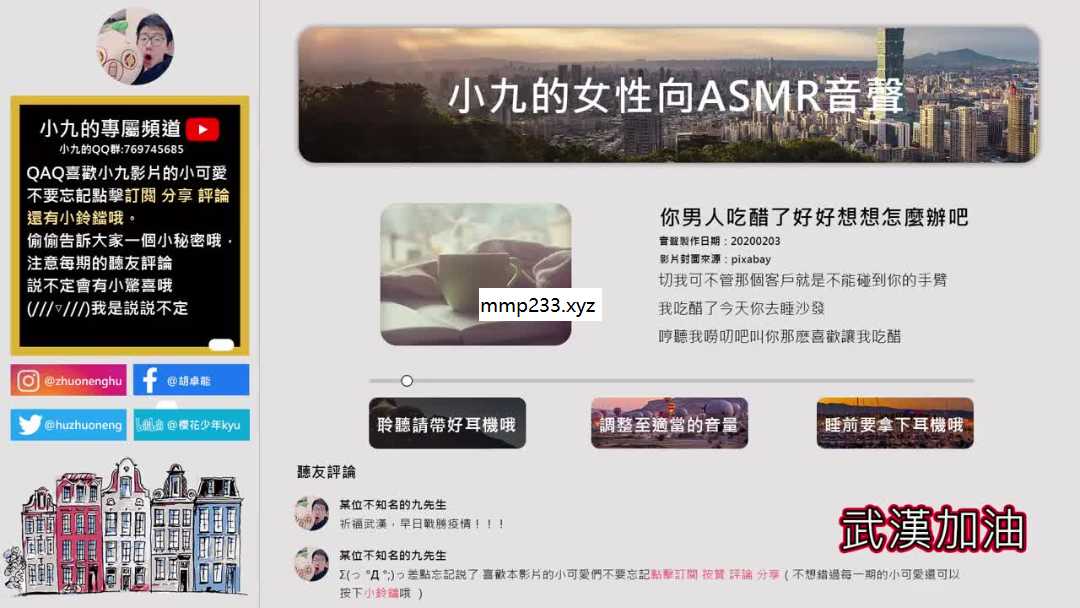 小九的專屬頻道
小九的QQ群:769745685
QAQ喜歡小九影片的小可愛
不要忘記點擊訂閱 分享 評論
還有小鈴鐺哦。
偷偷告訴大家一個小秘密哦，
注意每期的聽友評論
説不定會有小驚喜哦
(///▿///)我是説説不定
@zhuonenghu
@胡卓能
@huzhuoneng
@櫻花少年kyu
小九的女性向ASMR音聲
你男人吃醋了好好想想怎麼辦吧
音聲製作日期：20200203
影片封面來源：pixabay
切我可不管那個客戶就是不能碰到你的手臂
我吃醋了今天你去睡沙發
哼聽我嘮叨吧叫你那麽喜歡讓我吃醋
mmp233.xyz
聆聽請帶好耳機哦
調整至適當的音量
睡前要拿下耳機哦
聽友評論
某位不知名的九先生
祈福武漢，早日戰勝疫情！！！
某位不知名的九先生
Σ(っ °Д °;)っ差點忘記説了 喜歡本影片的小可愛們不要忘記點擊訂閱 按贊 評論 分享（不想錯過每一期的小可愛還可以
按下小鈴鐺哦 ）
武漢加油